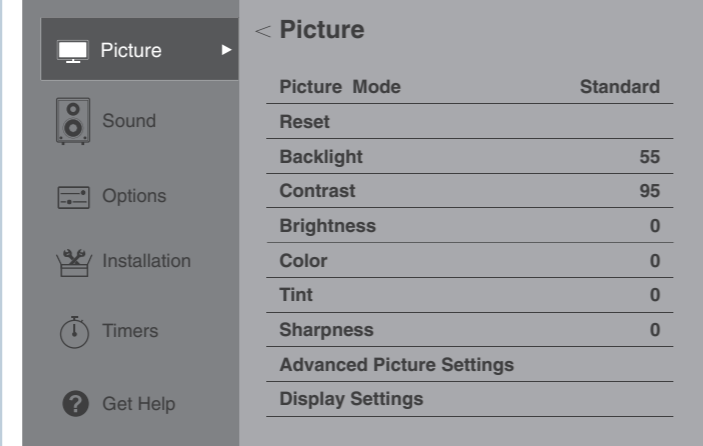 Picture
Sound
Options
Installation
Timers
? Get Help
< Picture
Picture Mode Standard
Reset
Backlight 55
Contrast 95
Brightness 0
Color 0
Tint 0
Sharpness 0
Advanced Picture Settings
Display Settings